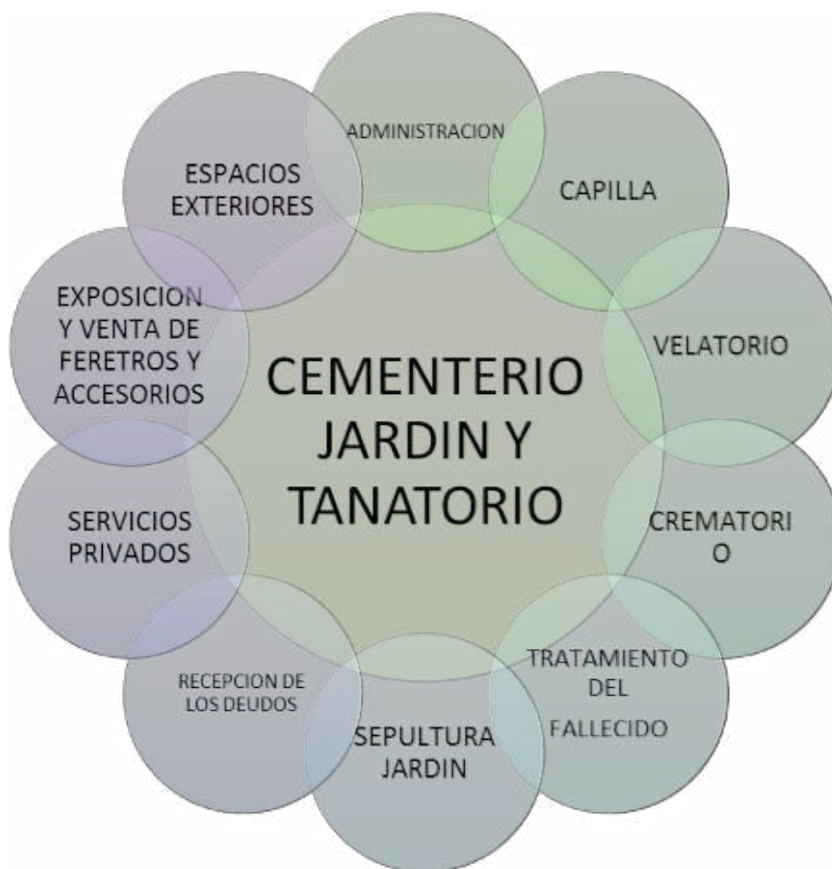 ADMINISTRACION
CAPILLA
VELATORIO
CREMATORI
O
TRATAMIENTO
DEL
FALLECIDO
SEPULTURA
JARDIN
RECEPCION DE
LOS DEUDOS
SERVICIOS
PRIVADOS
EXPOSICION
Y VENTA DE
FERETROS Y
ACCESORIOS
ESPACIOS
EXTERIORES
CEMENTERIO
JARDIN Y
TANATORIO